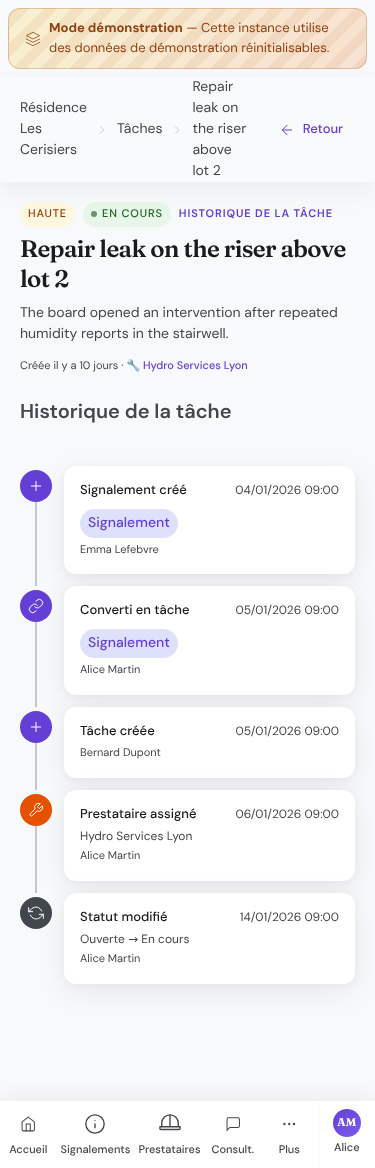 Mode démonstration — Cette instance utilise
des données de démonstration réinitialisables.
Résidence
Les
Cerisiers
Tâches
Repair
leak on
the riser
above
lot 2
Retour
HAUTE
EN COURS
HISTORIQUE DE LA TÂCHE
Repair leak on the riser above
lot 2
The board opened an intervention after repeated
humidity reports in the stairwell.
Créée il y a 10 jours · 🔧 Hydro Services Lyon
Historique de la tâche
Signalement créé 04/01/2026 09:00
Signalement
Emma Lefebvre
Converti en tâche 05/01/2026 09:00
Signalement
Alice Martin
Tâche créée 05/01/2026 09:00
Bernard Dupont
Prestataire assigné 06/01/2026 09:00
Hydro Services Lyon
Alice Martin
Statut modifié 14/01/2026 09:00
Ouverte → En cours
Alice Martin
Accueil
Signalements
Prestataires
Consult.
Plus
AM
Alice